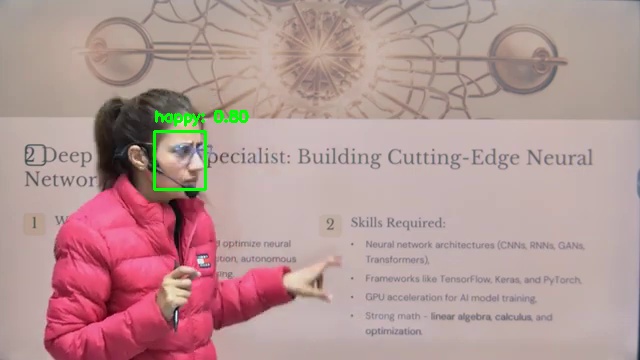 happy: 0.80
2 Deep Specialist: Building Cutting-Edge Neural
Networ
1 W
d optimize neural
tion, autonomous
ing
2 Skills Required:
• Neural network architectures (CNNs, RNNs, GANs,
Transformers).
• Frameworks like TensorFlow, Keras, and PyTorch.
• GPU acceleration for AI model training.
• Strong math - linear algebra, calculus, and
optimization.